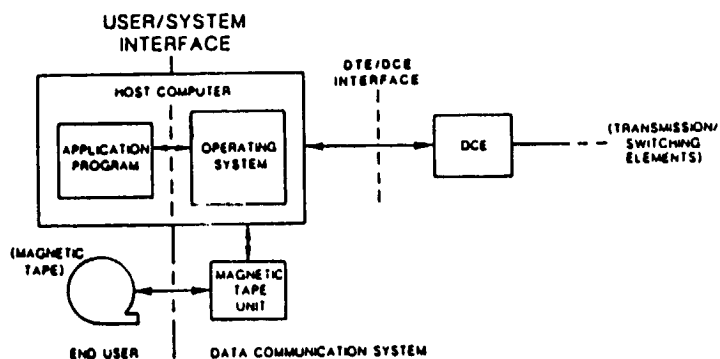 USER/SYSTEM
INTERFACE
DTE/DCE
INTERFACE
HOST COMPUTER
APPLICATION
PROGRAM
OPERATING
SYSTEM
DCE
(TRANSMISSION/
SWITCHING
ELEMENTS)
(MAGNETIC
TAPE)
MAGNETIC
TAPE
UNIT
END USER
DATA COMMUNICATION SYSTEM